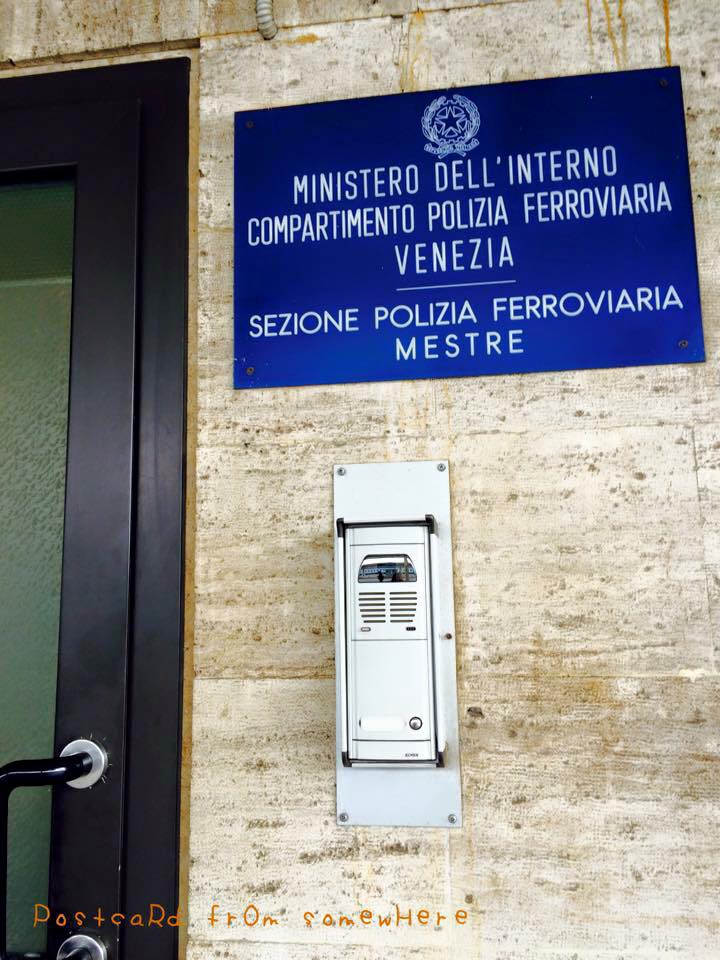 MINISTERO DELL'INTERNO
COMPARTIMENTO POLIZIA FERROVIARIA
VENEZIA
SEZIONE POLIZIA FERROVIARIA
MESTRE
PostcaRd frOm somewHere